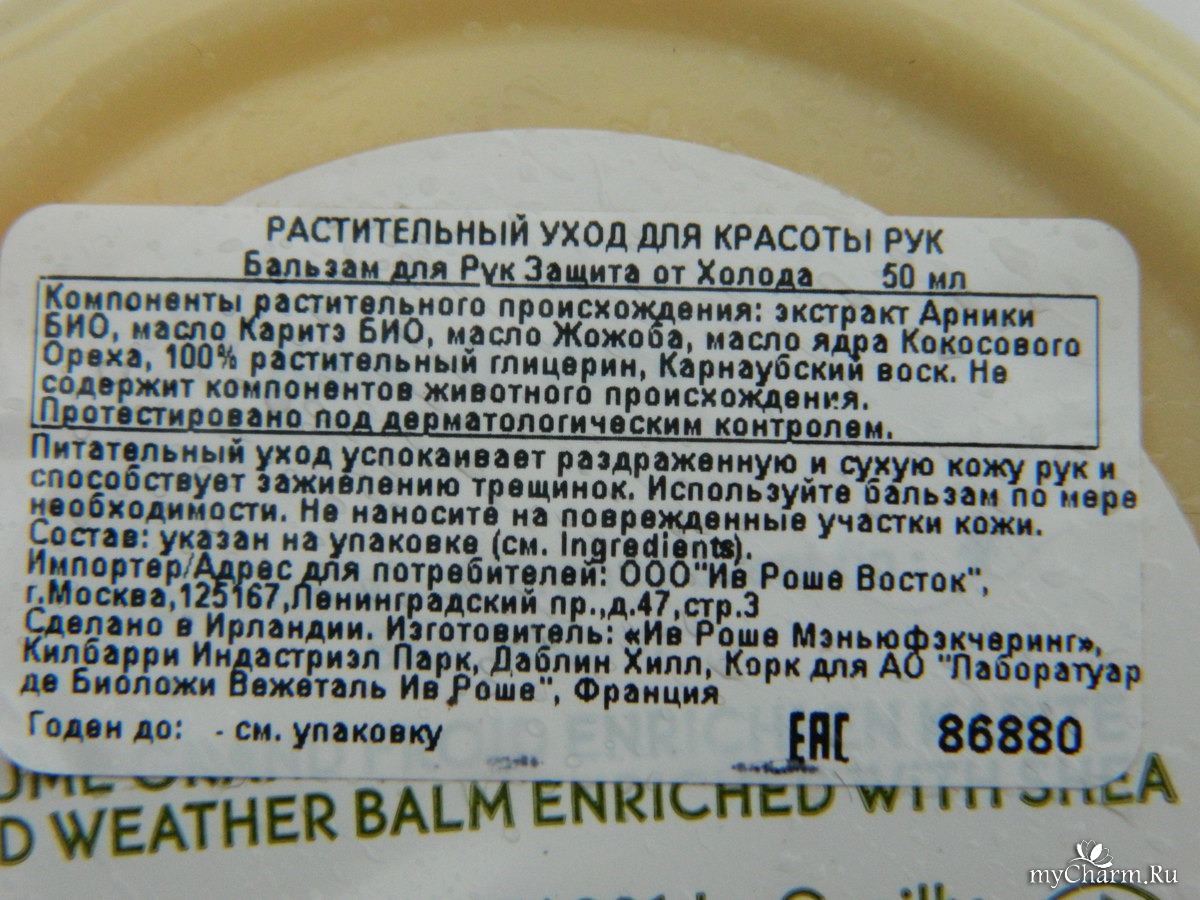 РАСТИТЕЛЬНЫЙ УХОД ДЛЯ КРАСОТЫ РУК
Бальзам для Рук Защита от Холода 50 мл
Компоненты растительного происхождения: экстракт Арники
БИО, масло Каритэ БИО, масло Жожоба, масло ядра Кокосового
Ореха, 100% растительный глицерин, Карнаубский воск. Не
содержит компонентов животного происхождения.
Протестировано под дерматологическим контролем.
Питательный уход успокаивает раздраженную и сухую кожу рук и
способствует заживлению трещинок. Используйте бальзам по мере
необходимости. Не наносите на поврежденные участки кожи.
Состав: указан на упаковке (см. Ingredients).
Импортер/Адрес для потребителей: ООО"Ив Роше Восток",
г.Москва,125167,Ленинградский пр.,д.47,стр.3
Сделано в Ирландии. Изготовитель: «Ив Роше Мэньюфэкчеринг»,
Килбарри Индастриэл Парк, Даблин Хилл, Корк для АО "Лаборатуар
де Биоложи Вежеталь Ив Роше", Франция
Годен до: - см. упаковку EAC 86880
WEATHER BALM ENRICHED WITH SHEA
myCharm.Ru